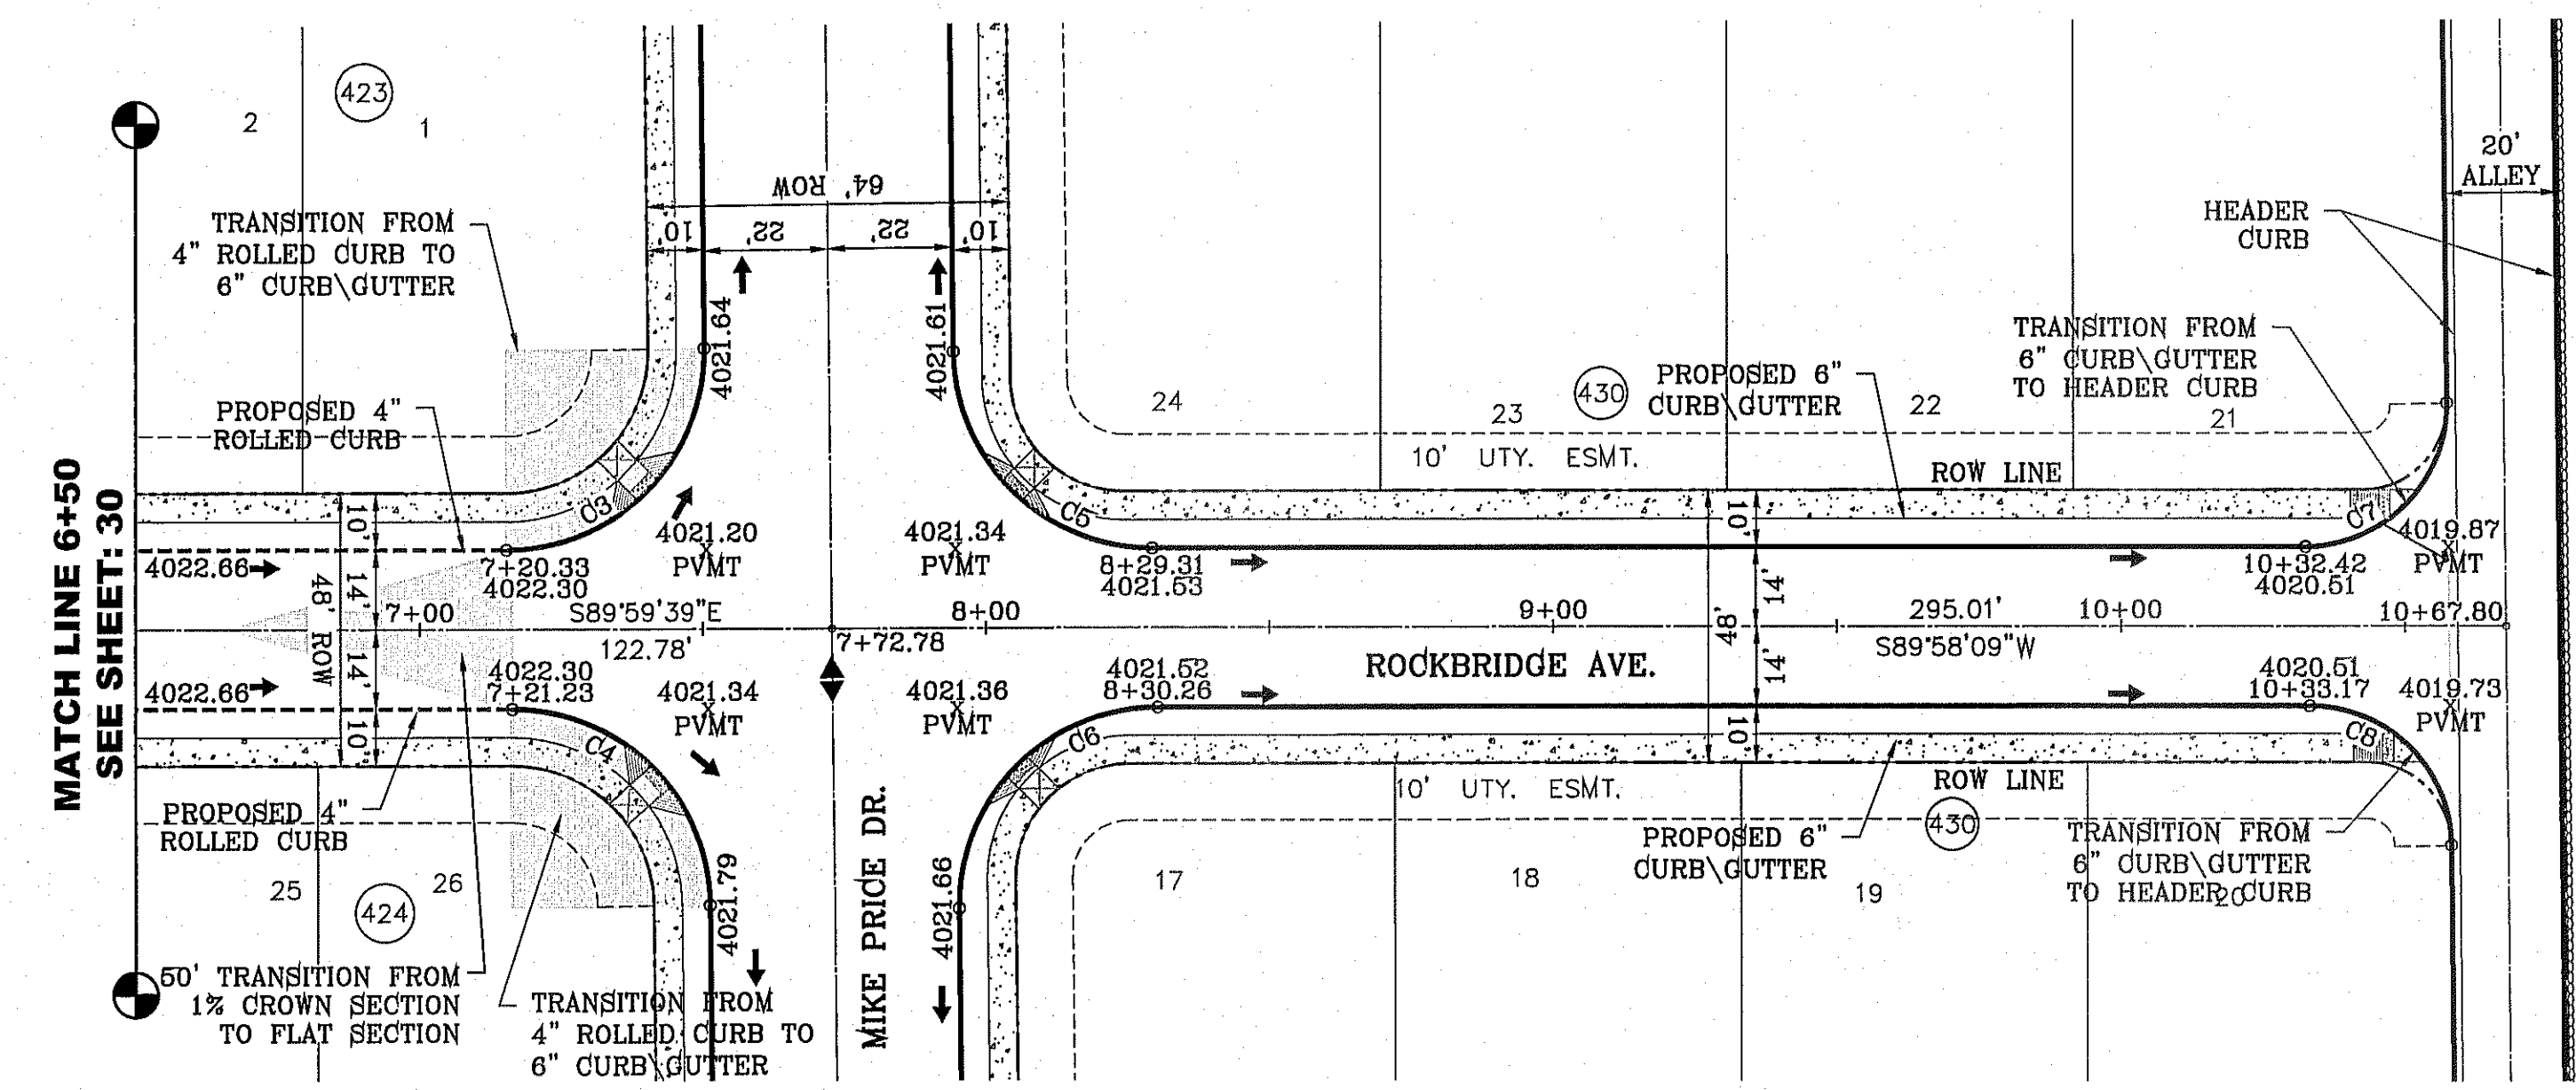 MATCH LINE 6+50
SEE SHEET: 30
2
423
1
TRANSITION FROM
4" ROLLED CURB TO
6" CURB\GUTTER
PROPOSED 4"
ROLLED CURB
64' ROW
10'
22'
22'
10'
4021.64
4021.61
C3
C5
10'
14'
48' ROW
14'
10'
4022.66
4022.66
7+20.33
4022.30
7+00
S89°59'39"E
122.78'
4022.30
7+21.23
4021.20
PVMT
4021.34
PVMT
4021.34
PVMT
4021.36
PVMT
7+72.78
8+00
8+29.31
4021.53
4021.52
8+30.26
24
23
430
PROPOSED 6"
CURB\GUTTER
22
21
10' UTY. ESMT.
ROW LINE
20'
ALLEY
HEADER
CURB
TRANSITION FROM
6" CURB\GUTTER
TO HEADER CURB
C7
4019.87
PVMT
10+32.42
4020.51
9+00
10'
14'
48'
14'
10'
295.01'
10+00
10+67.80
S89°58'09"W
ROCKBRIDGE AVE.
4020.51
10+33.17
4019.73
PVMT
C4
C6
C8
PROPOSED 4"
ROLLED CURB
25
424
26
4021.79
4021.66
MIKE PRICE DR.
50' TRANSITION FROM
1% CROWN SECTION
TO FLAT SECTION
TRANSITION FROM
4" ROLLED CURB TO
6" CURB\GUTTER
10' UTY. ESMT.
ROW LINE
17
18
PROPOSED 6"
CURB\GUTTER
430
19
TRANSITION FROM
6" CURB\GUTTER
TO HEADER CURB
20